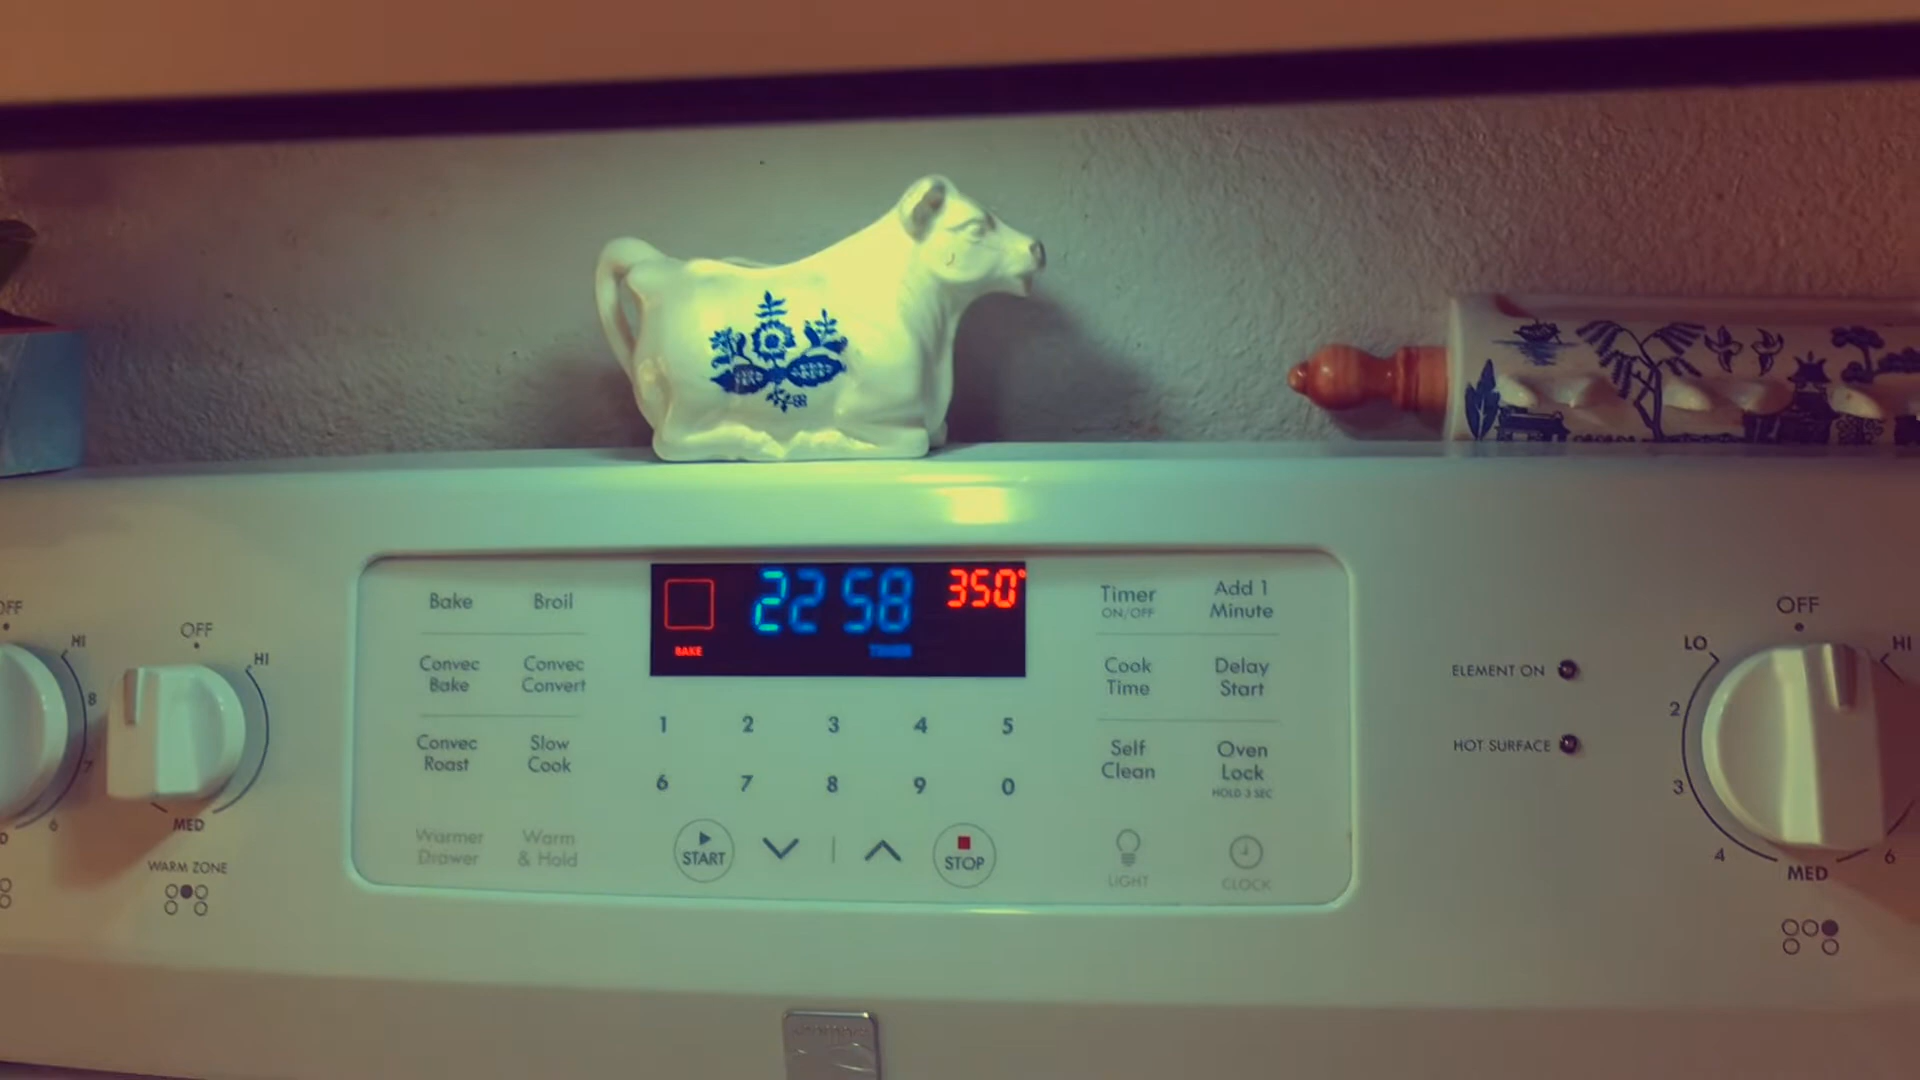 22 58 350°
BAKE TIMER
Bake Broil
Convec Bake
Convec Convert
Convec Roast
Slow Cook
Warmer Drawer
Warm & Hold
1 2 3 4 5
6 7 8 9 0
START
STOP
Timer
ON/OFF
Add 1 Minute
Cook Time
Delay Start
Self Clean
Oven Lock
HOLD 3 SEC
LIGHT
CLOCK
OFF
HI
8
7
6
OFF
HI
MED
WARM ZONE
ELEMENT ON
HOT SURFACE
OFF
LO
HI
2
3
4
MED
6